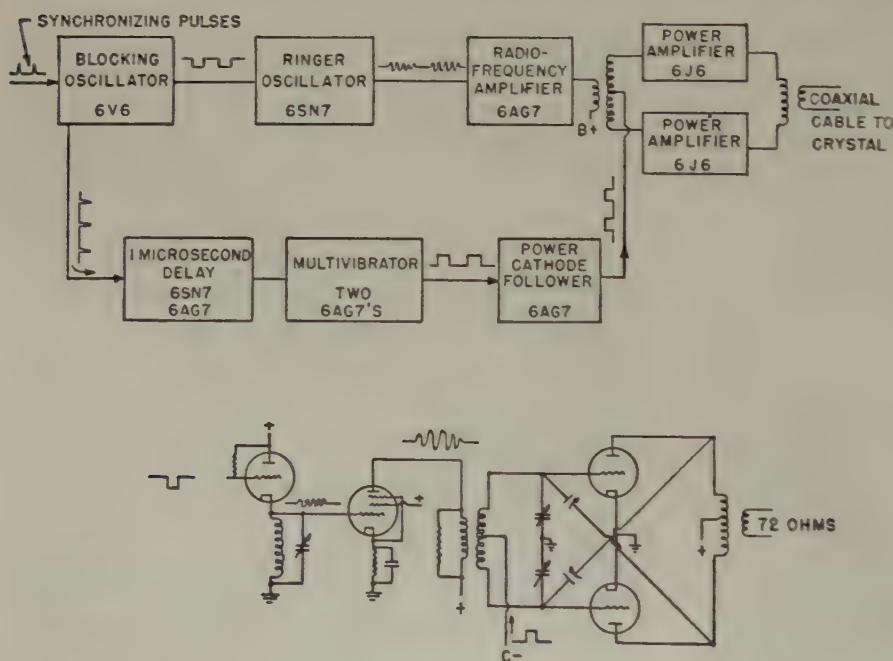 SYNCHRONIZING PULSES
BLOCKING
OSCILLATOR
6V6
RINGER
OSCILLATOR
6SN7
RADIO-
FREQUENCY
AMPLIFIER
6AG7
B+
POWER
AMPLIFIER
6J6
POWER
AMPLIFIER
6J6
COAXIAL
CABLE TO
CRYSTAL
1 MICROSECOND
DELAY
6SN7
6AG7
MULTIVIBRATOR
TWO
6AG7'S
POWER
CATHODE
FOLLOWER
6AG7
+
+
+
C-
+
72 OHMS